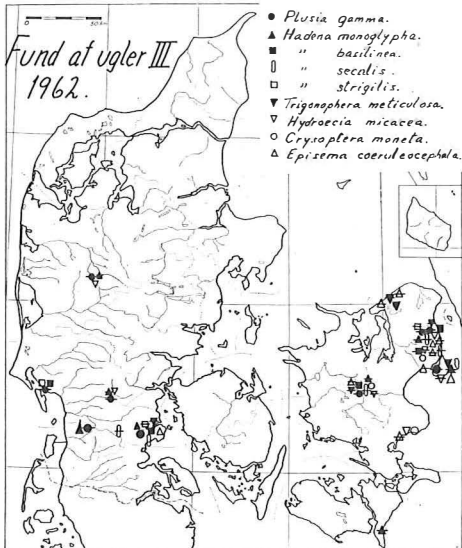 Fund af ugler III
1962.
0 50 km
Plusia gamma.
Hadena monoglypha.
" basilinea.
" secalis.
" strigilis.
Trigonophera meticulosa.
Hydroecia micacea.
Crysoptera moneta.
Episema coeruleocephala.